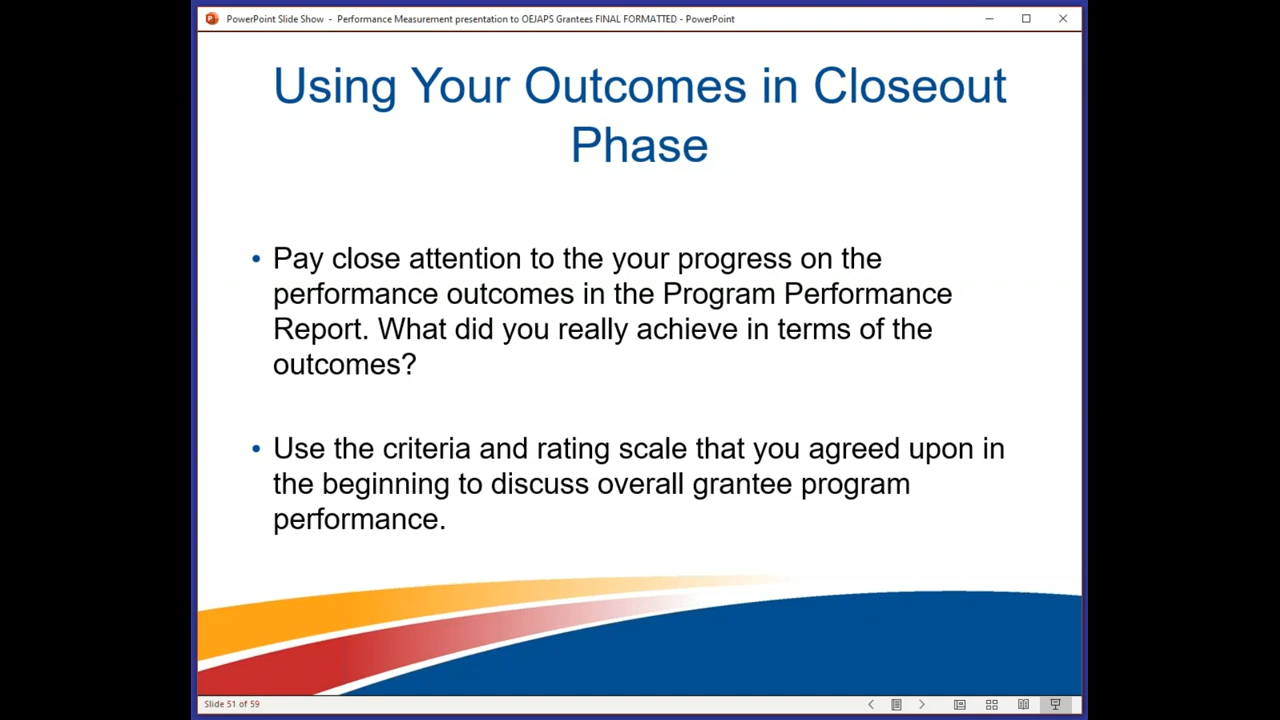 PowerPoint Slide Show - Performance Measurement presentation to OEJAPS Grantees FINAL FORMATTED - PowerPoint
Using Your Outcomes in Closeout
Phase
• Pay close attention to the your progress on the
performance outcomes in the Program Performance
Report. What did you really achieve in terms of the
outcomes?
• Use the criteria and rating scale that you agreed upon in
the beginning to discuss overall grantee program
performance.
Slide 51 of 59